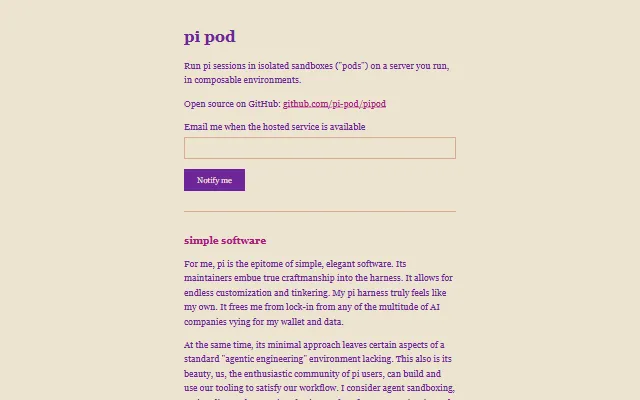 pi pod
Run pi sessions in isolated sandboxes ("pods") on a server you run,
in composable environments.
Open source on GitHub: github.com/pi-pod/pipod
Email me when the hosted service is available
Notify me
simple software
For me, pi is the epitome of simple, elegant software. Its
maintainers embue true craftmanship into the harness. It allows for
endless customization and tinkering. My pi harness truly feels like
my own. It frees me from lock-in from any of the multitude of AI
companies vying for my wallet and data.
At the same time, its minimal approach leaves certain aspects of a
standard "agentic engineering" environment lacking. This also is its
beauty, us, the enthusiastic community of pi users, can build and
use our tooling to satisfy our workflow. I consider agent sandboxing,